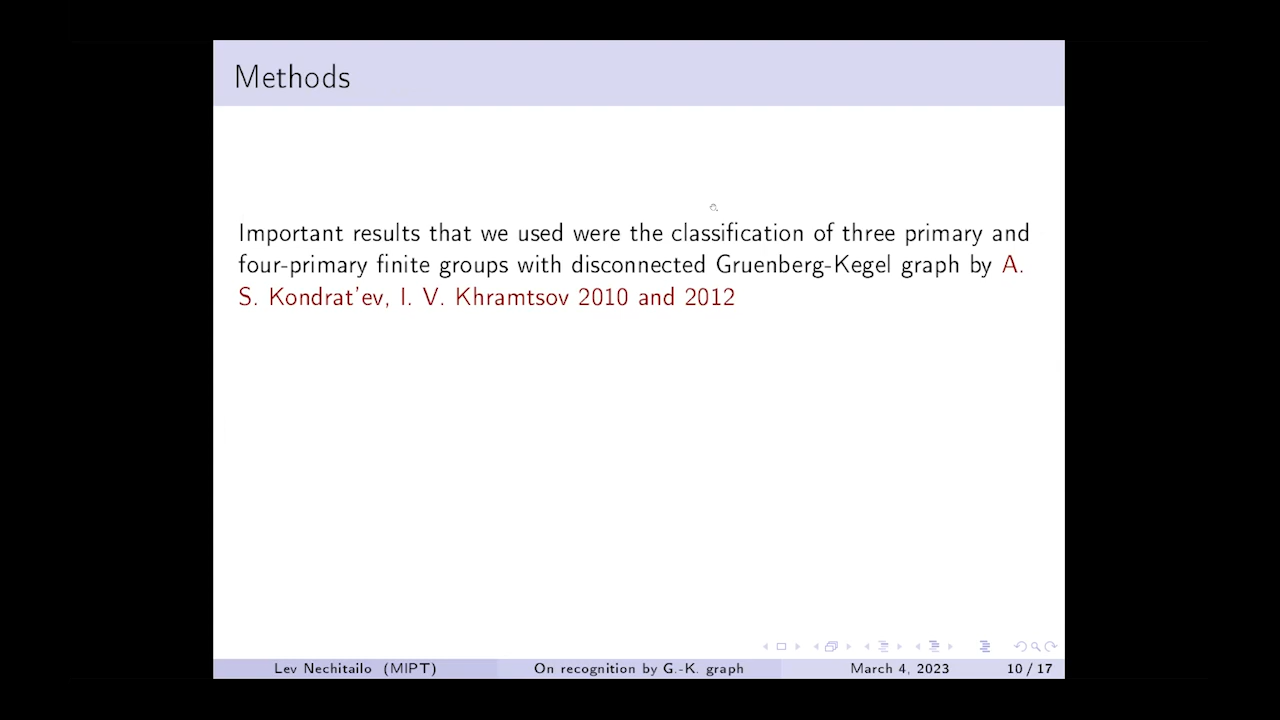 Methods
Important results that we used were the classification of three primary and
four-primary finite groups with disconnected Gruenberg-Kegel graph by A.
S. Kondrat'ev, I. V. Khramtsov 2010 and 2012
Lev Nechitailo (MIPT) On recognition by G.-K. graph March 4, 2023 10 / 17